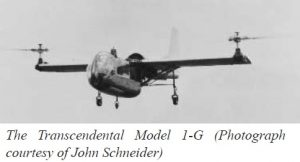 The Transcendental Model 1-G (Photograph
courtesy of John Schneider)